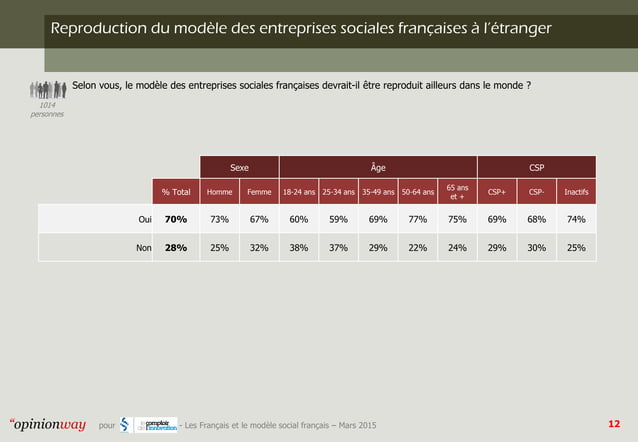 Reproduction du modèle des entreprises sociales françaises à l'étranger
Selon vous, le modèle des entreprises sociales françaises devrait-il être reproduit ailleurs dans le monde ?
1014
personnes
Sexe Âge CSP
% Total Homme Femme 18-24 ans 25-34 ans 35-49 ans 50-64 ans 65 ans et + CSP+ CSP- Inactifs
Oui 70% 73% 67% 60% 59% 69% 77% 75% 69% 68% 74%
Non 28% 25% 32% 38% 37% 29% 22% 24% 29% 30% 25%
“opinionway pour le comptoir de l'innovation - Les Français et le modèle social français – Mars 2015 12